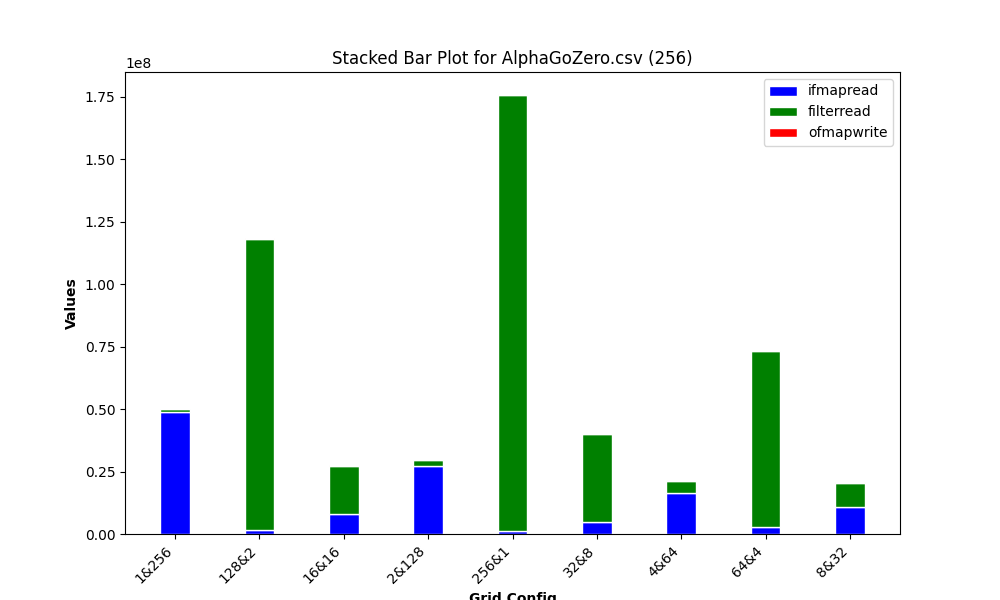 Stacked Bar Plot for AlphaGoZero.csv (256)
1e8
ifmapread
filterread
ofmapwrite
1.75
1.50
1.25
1.00
0.75
0.50
0.25
0.00
Values
1&256
128&2
16&16
2&128
256&1
32&8
4&64
64&4
8&32
Grid Config